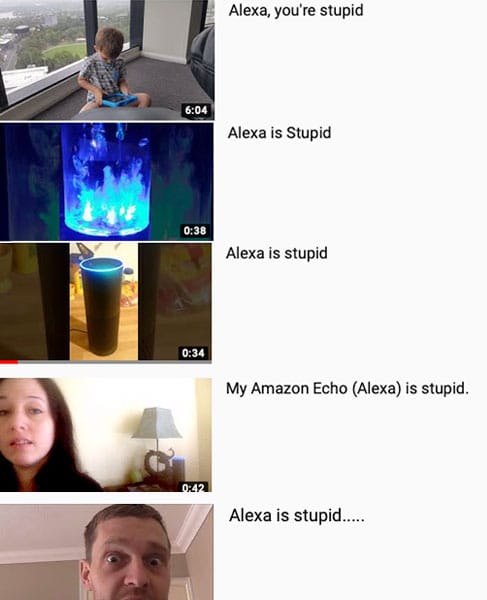 Alexa, you're stupid
6:04
Alexa is Stupid
0:38
Alexa is stupid
0:34
My Amazon Echo (Alexa) is stupid.
0:42
Alexa is stupid.....